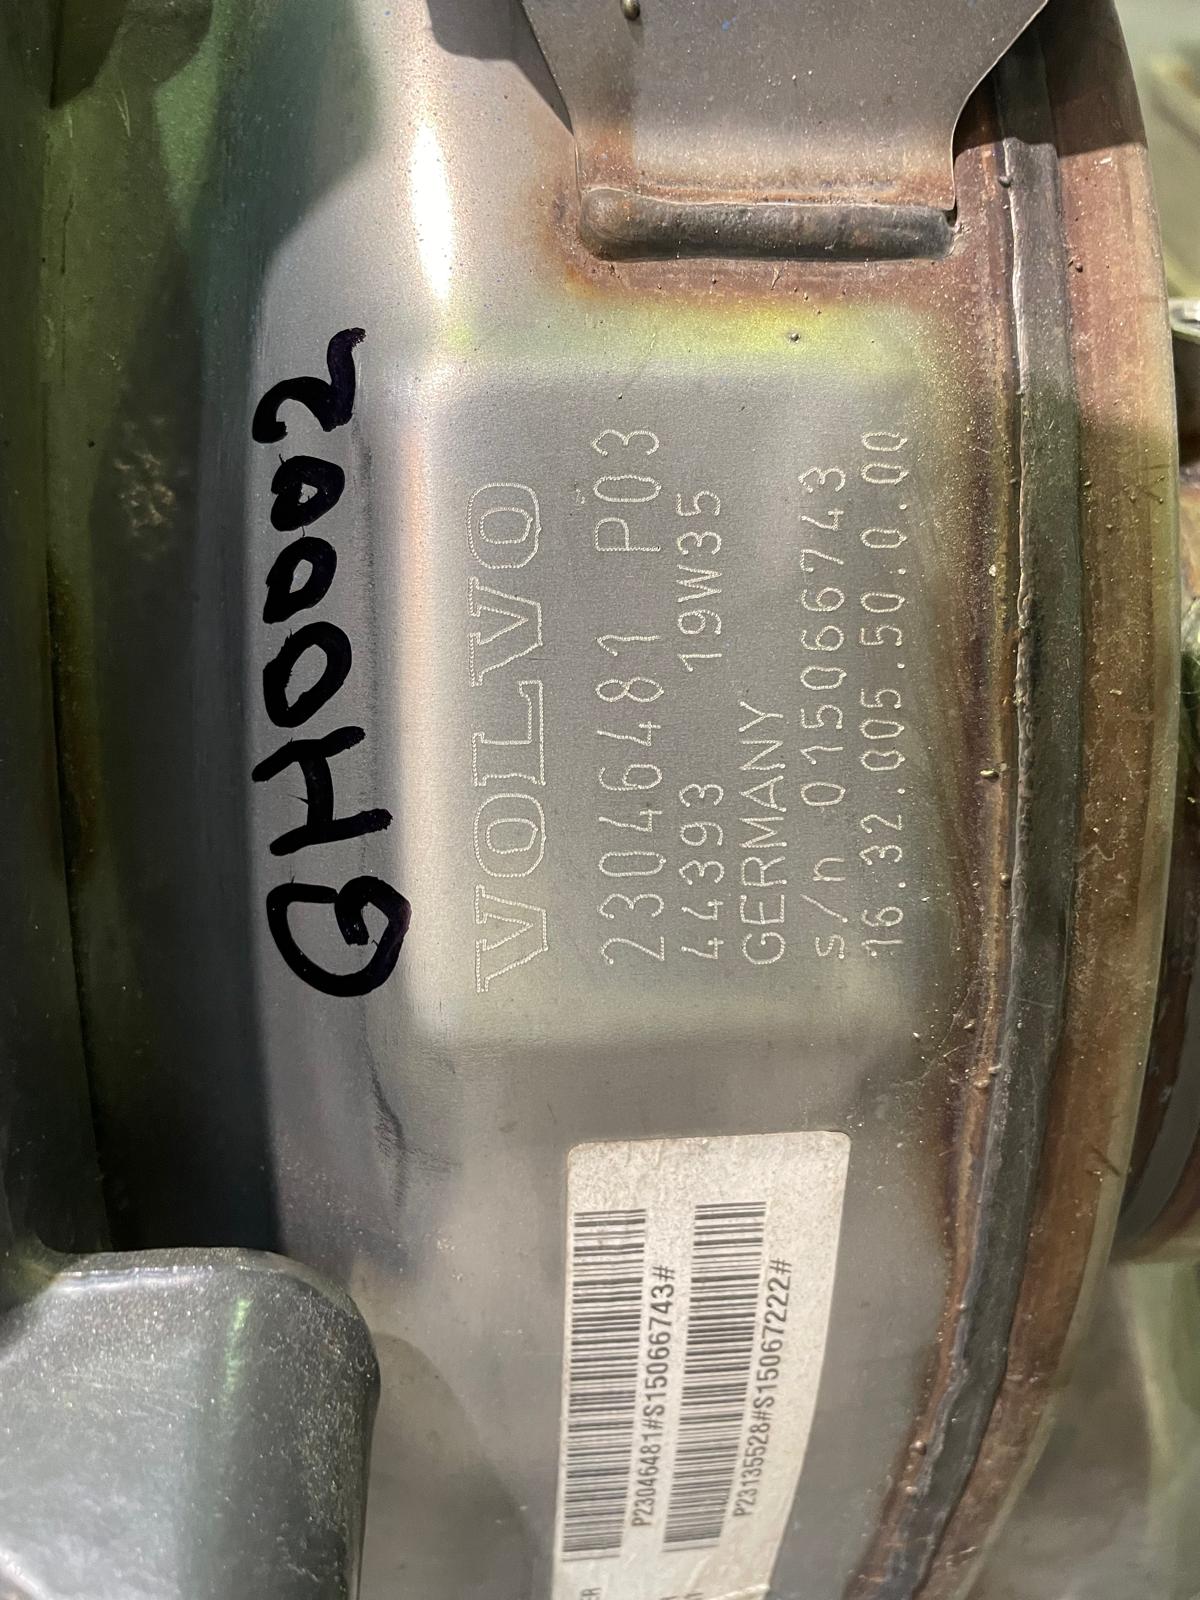 GH0002
VOLVO
23046481 P03
44393 19W35
GERMANY
s/n 015066743
16.32.005.50.0.00
P23046481#S15066743#
P23135528#S15067222#